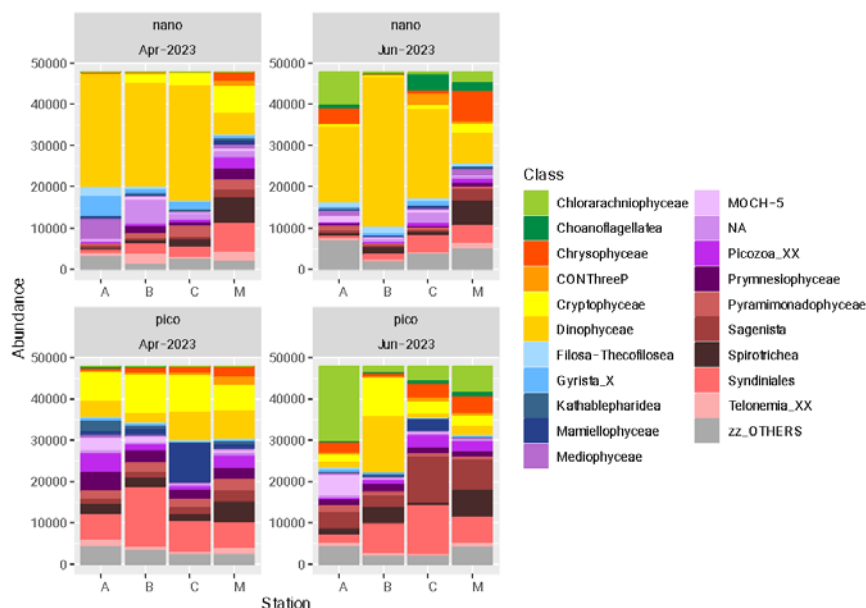 nano
nano
Apr-2023
Jun-2023
50000
40000
30000
20000
10000
0
A B C M
50000
40000
30000
20000
10000
0
A B C M
pico
pico
Apr-2023
Jun-2023
50000
40000
30000
20000
10000
0
A B C M
50000
40000
30000
20000
10000
0
A B C M
Abundance
Station
Class
Chlorarachniophyceae
Choanoflagellatea
Chrysophyceae
CONThreeP
Cryptophyceae
Dinophyceae
Filosa-Thecofilosea
Gyrista_X
Kathablepharidea
Mamiellophyceae
Mediophyceae
MOCH-5
NA
Picozoa_XX
Prymnesiophyceae
Pyramimonadophyceae
Sagenista
Spirotrichea
Syndiniales
Telonemia_XX
zz_OTHERS